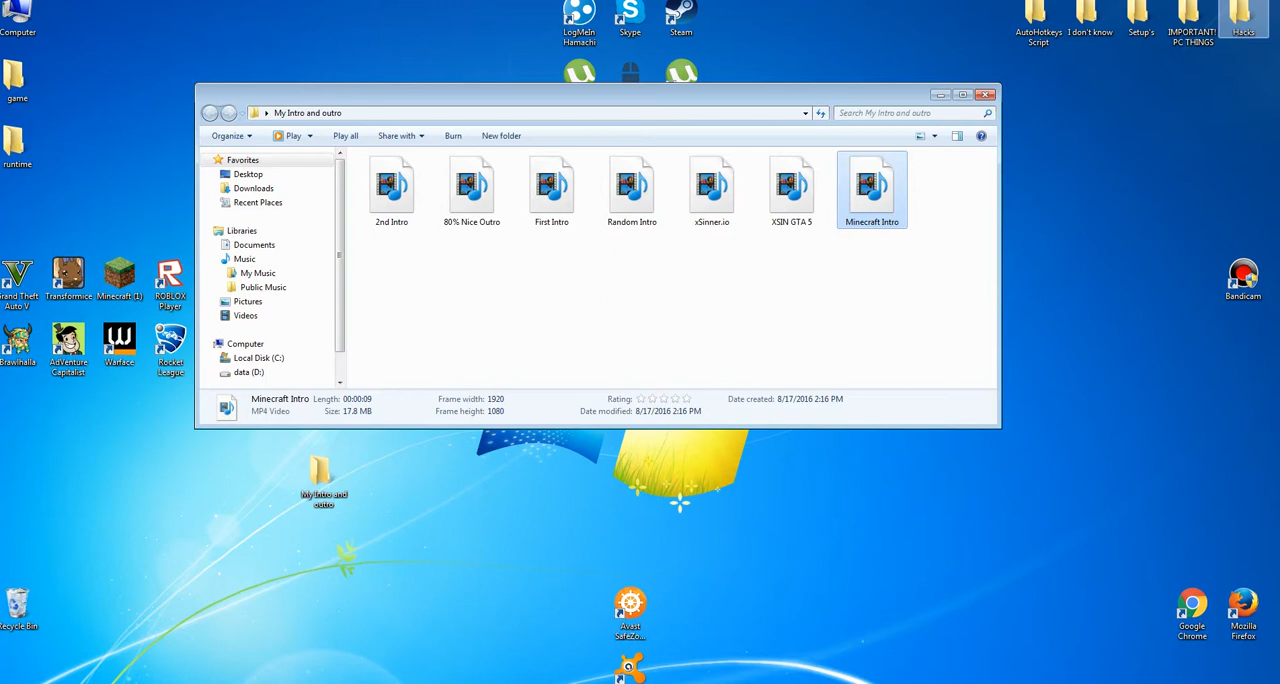 Computer
LogMeIn
Hamachi
Skype
Steam
AutoHotkeys
Script
I don't know
Setup's
IMPORTANT!
PC THINGS
Hacks
game
runtime
Grand Theft
Auto V
Transformice
Minecraft (1)
ROBLOX
Player
Brawlhalla
AdVenture
Capitalist
Warface
Rocket
League
Recycle Bin
My Intro and outro
Search My Intro and outro
Organize Play Play all Share with Burn New folder
Favorites
Desktop
Downloads
Recent Places
Libraries
Documents
Music
My Music
Public Music
Pictures
Videos
Computer
Local Disk (C:)
data (D:)
2nd Intro
80% Nice Outro
First Intro
Random Intro
xSinner.io
XSIN GTA 5
Minecraft Intro
Minecraft Intro Length: 00:00:09 Frame width: 1920 Rating: Date created: 8/17/2016 2:16 PM
MP4 Video Size: 17.8 MB Frame height: 1080 Date modified: 8/17/2016 2:16 PM
My Intro and
outro
Bandicam
Avast
SafeZo...
Google
Chrome
Mozilla
Firefox